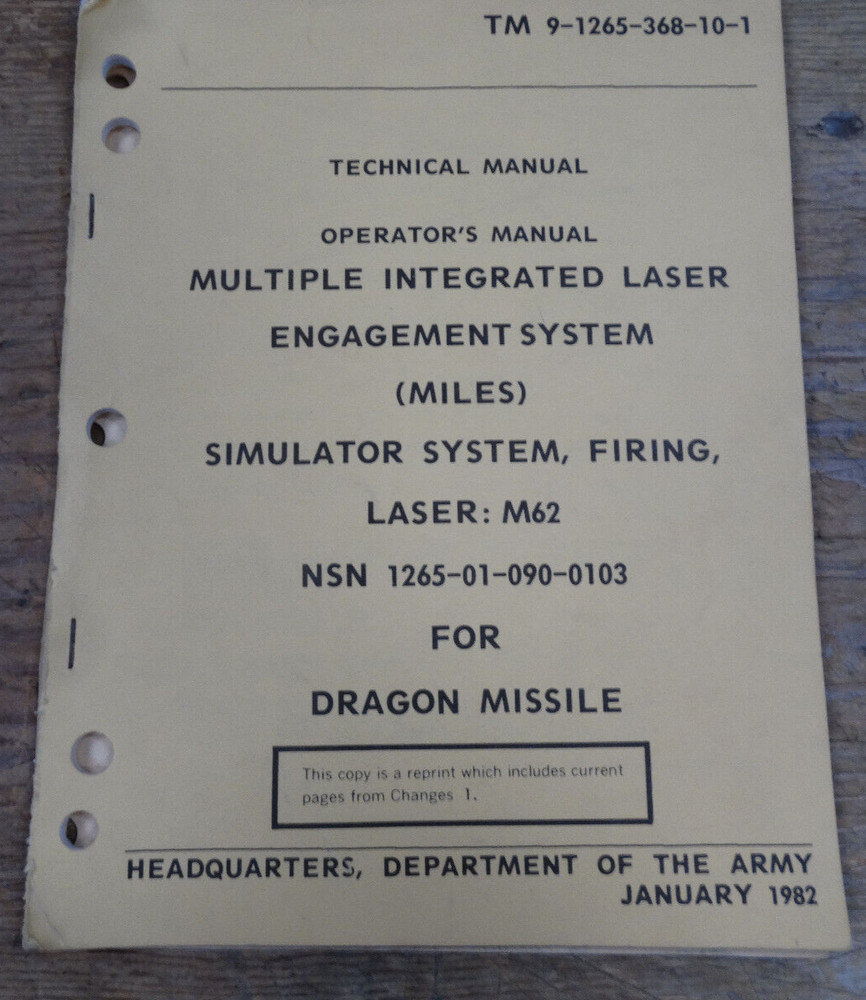 TM 9-1265-368-10-1
TECHNICAL MANUAL
OPERATOR'S MANUAL
MULTIPLE INTEGRATED LASER
ENGAGEMENT SYSTEM
(MILES)
SIMULATOR SYSTEM, FIRING,
LASER: M62
NSN 1265-01-090-0103
FOR
DRAGON MISSILE
This copy is a reprint which includes current
pages from Changes 1.
HEADQUARTERS, DEPARTMENT OF THE ARMY
JANUARY 1982